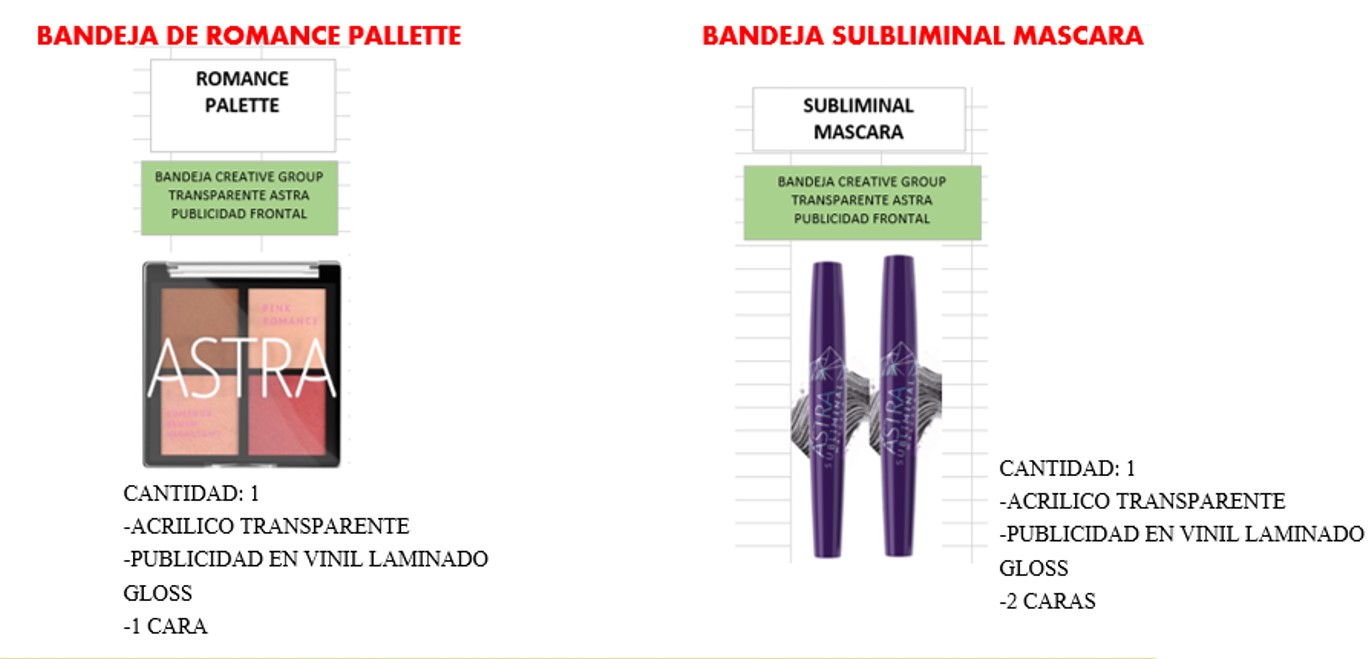 BANDEJA DE ROMANCE PALLETTE
ROMANCE
PALETTE
BANDEJA CREATIVE GROUP
TRANSPARENTE ASTRA
PUBLICIDAD FRONTAL
PINK
ROMANCE
ASTRA
CANTIDAD: 1
-ACRILICO TRANSPARENTE
-PUBLICIDAD EN VINIL LAMINADO
GLOSS
-1 CARA
BANDEJA SULBLIMINAL MASCARA
SUBLIMINAL
MASCARA
BANDEJA CREATIVE GROUP
TRANSPARENTE ASTRA
PUBLICIDAD FRONTAL
ASTRA
SUBLIMINAL
ASTRA
SUBLIMINAL
CANTIDAD: 1
-ACRILICO TRANSPARENTE
-PUBLICIDAD EN VINIL LAMINADO
GLOSS
-2 CARAS